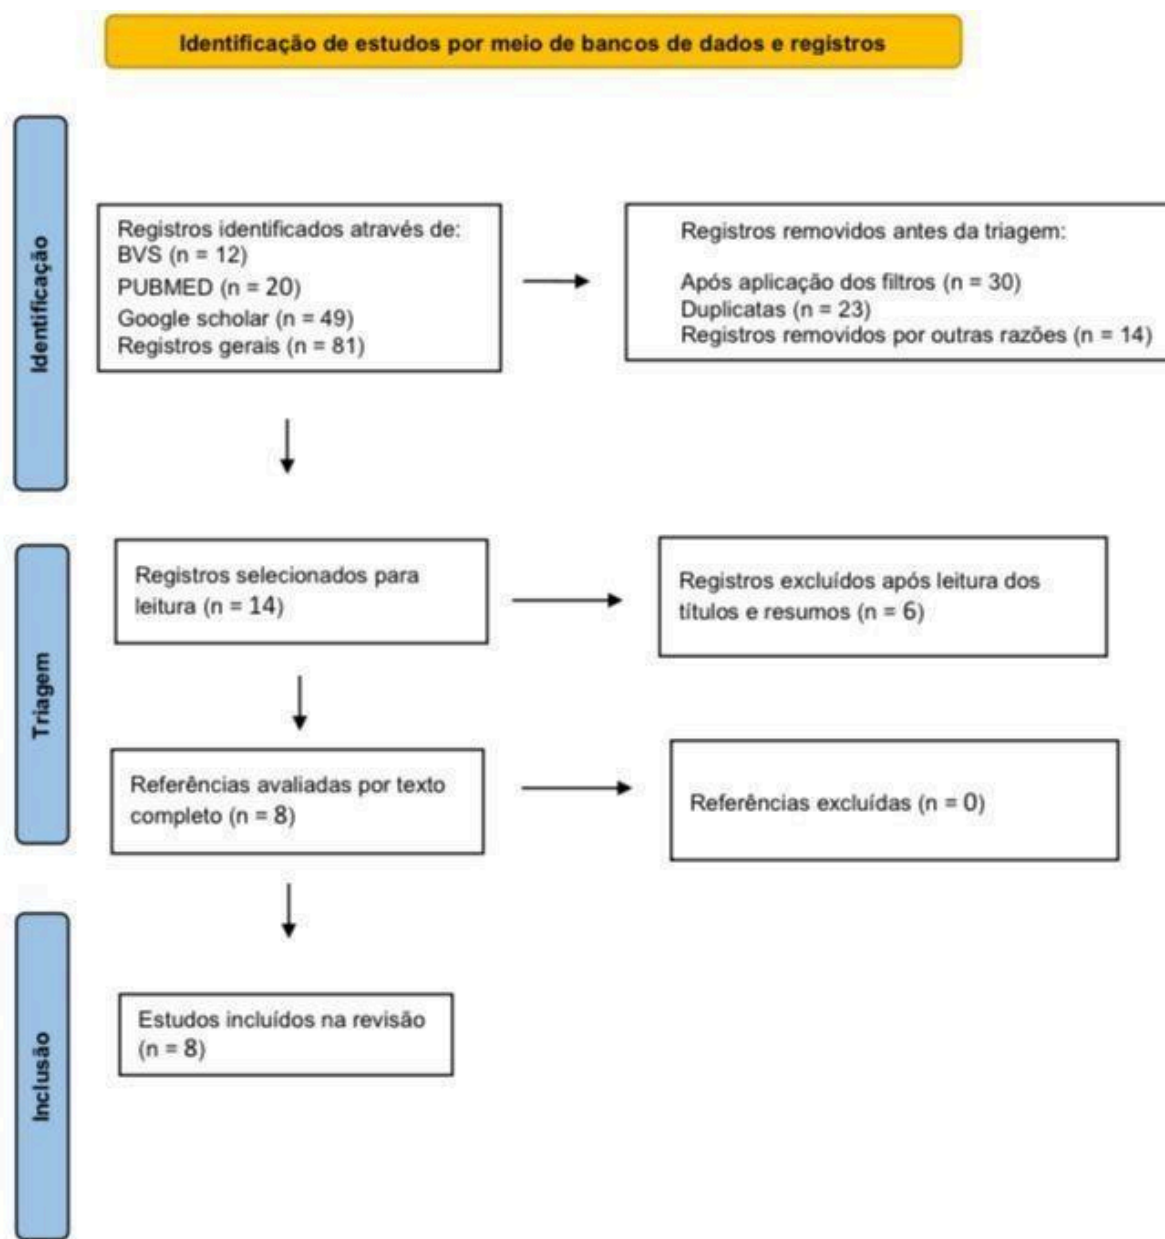 Identificação de estudos por meio de bancos de dados e registros
Identificação
Registros identificados através de:
BVS (n = 12)
PUBMED (n = 20)
Google scholar (n = 49)
Registros gerais (n = 81)
Registros removidos antes da triagem:
Após aplicação dos filtros (n = 30)
Duplicatas (n = 23)
Registros removidos por outras razões (n = 14)
Triagem
Registros selecionados para
leitura (n = 14)
Registros excluídos após leitura dos
títulos e resumos (n = 6)
Referências avaliadas por texto
completo (n = 8)
Referências excluídas (n = 0)
Inclusão
Estudos incluídos na revisão
(n = 8)